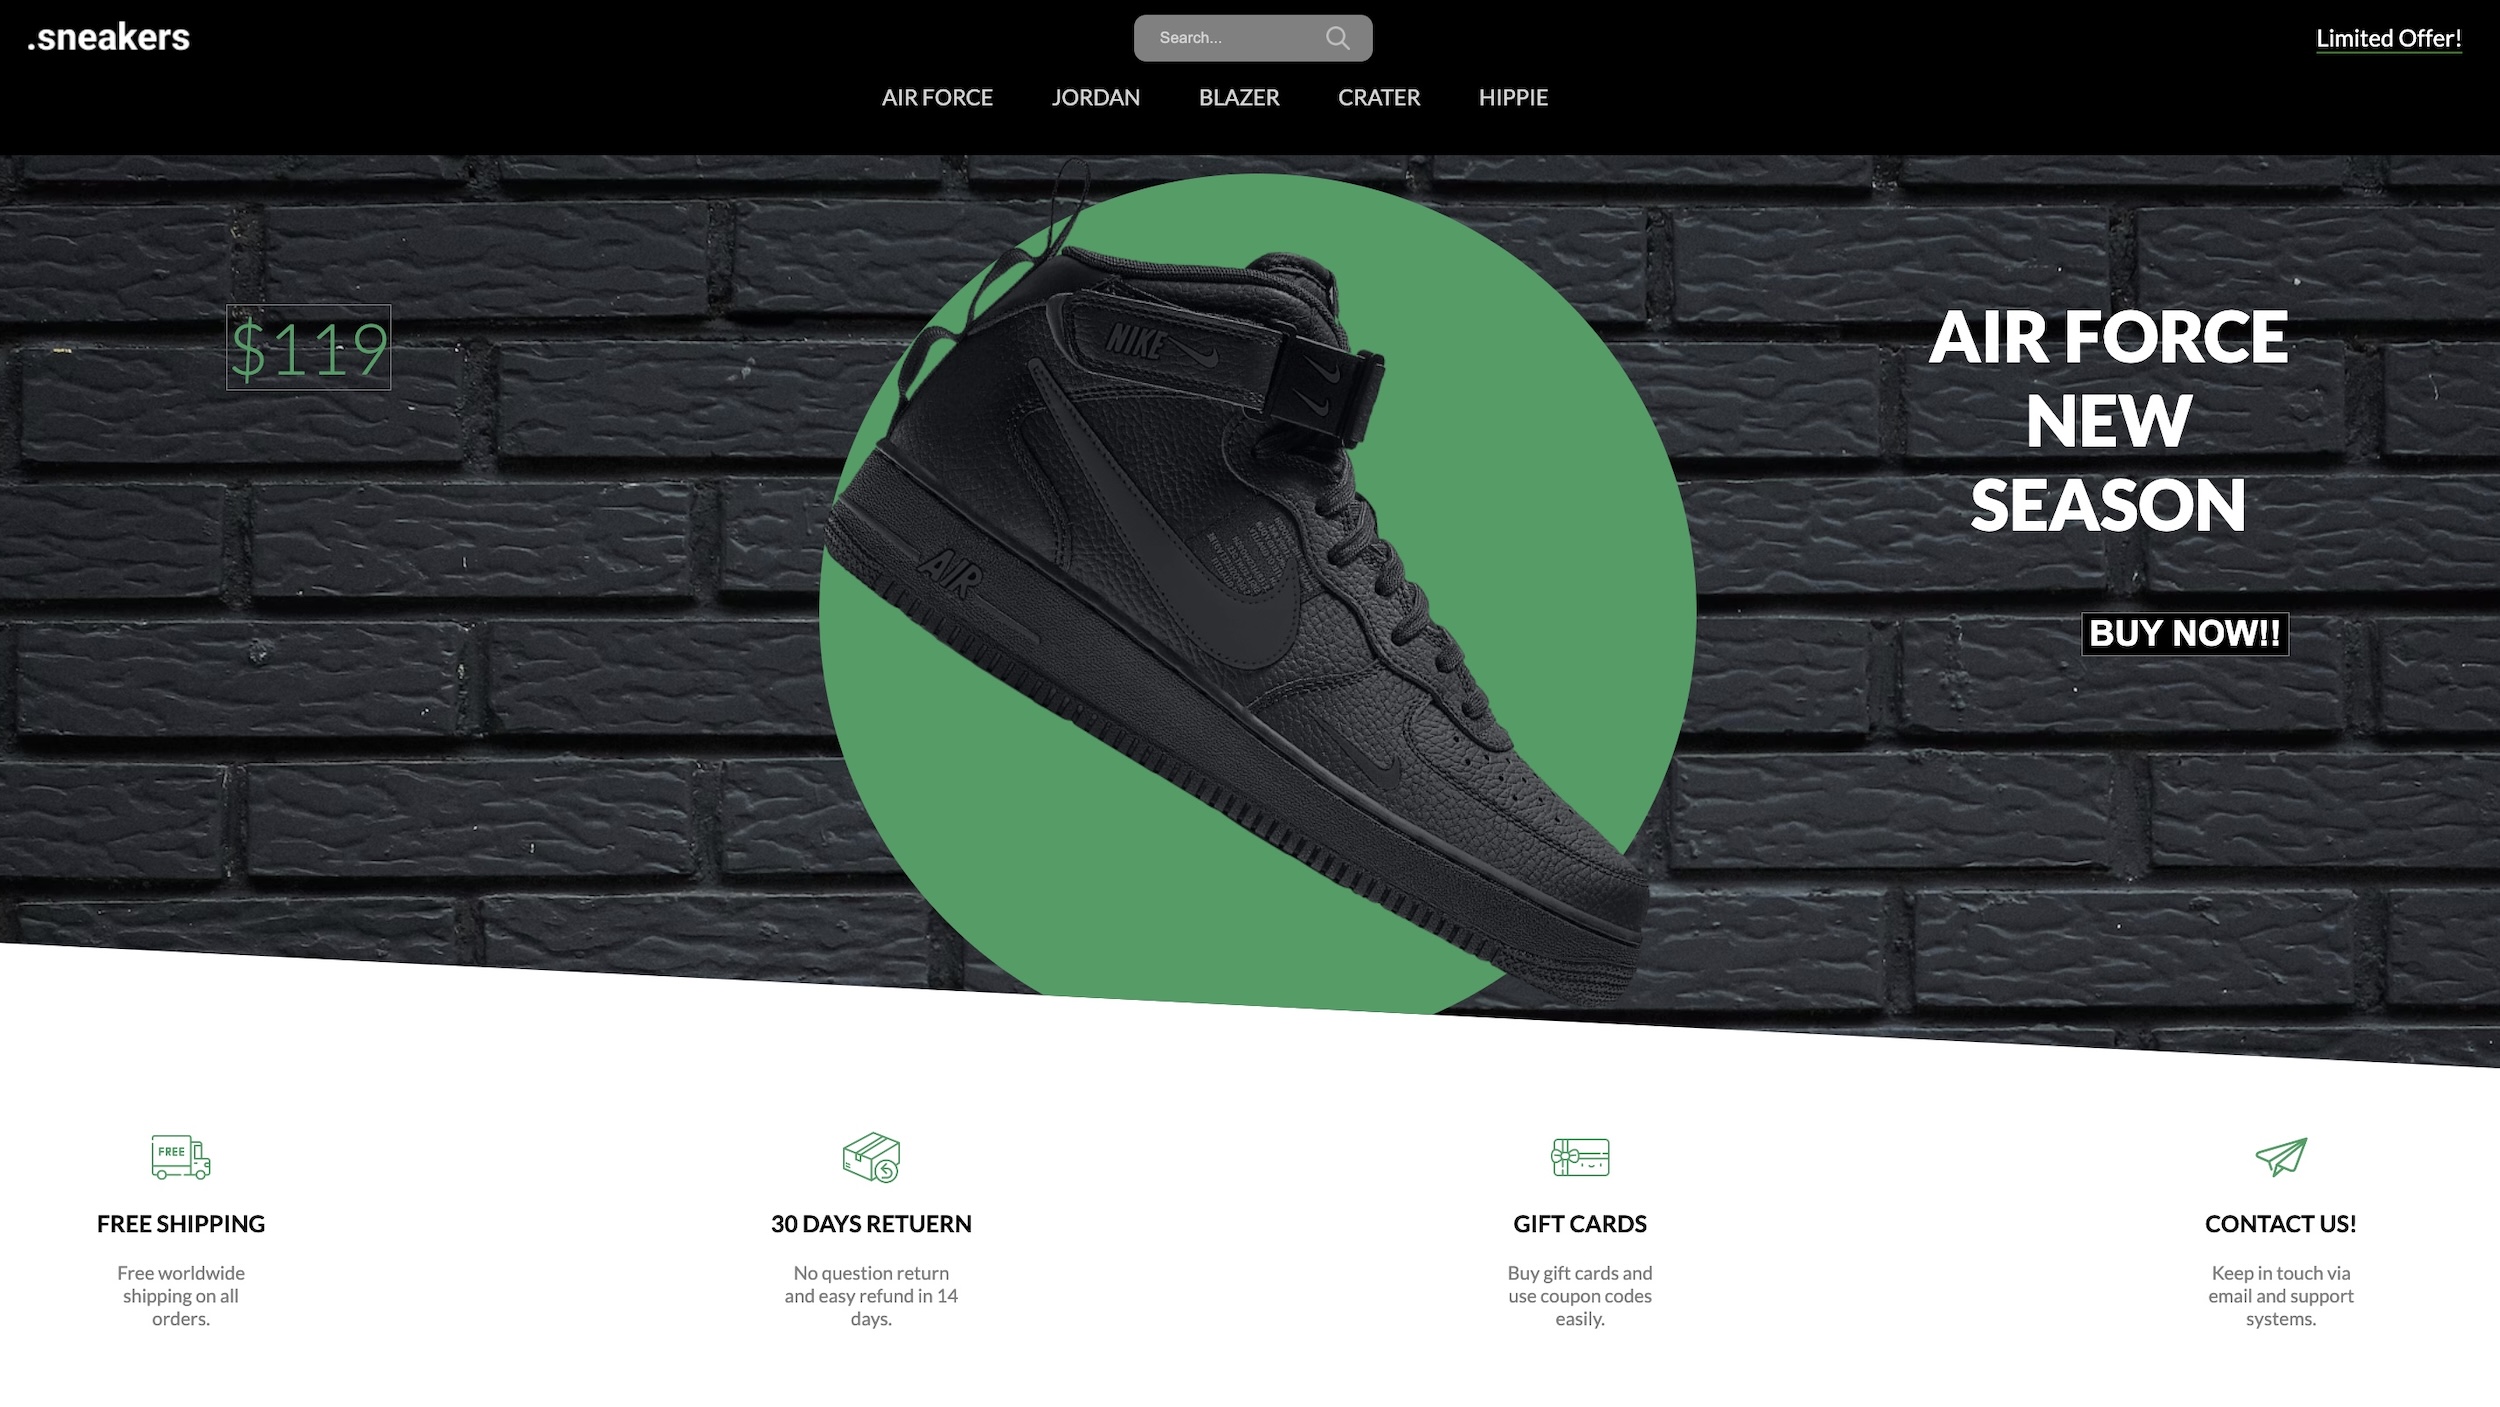 .sneakers
Search...
Limited Offer!
AIR FORCE
JORDAN
BLAZER
CRATER
HIPPIE
$119
NIKE
AIR
AIR FORCE
NEW
SEASON
BUY NOW!!
FREE
FREE SHIPPING
Free worldwide
shipping on all
orders.
30 DAYS RETUERN
No question return
and easy refund in 14
days.
GIFT CARDS
Buy gift cards and
use coupon codes
easily.
CONTACT US!
Keep in touch via
email and support
systems.